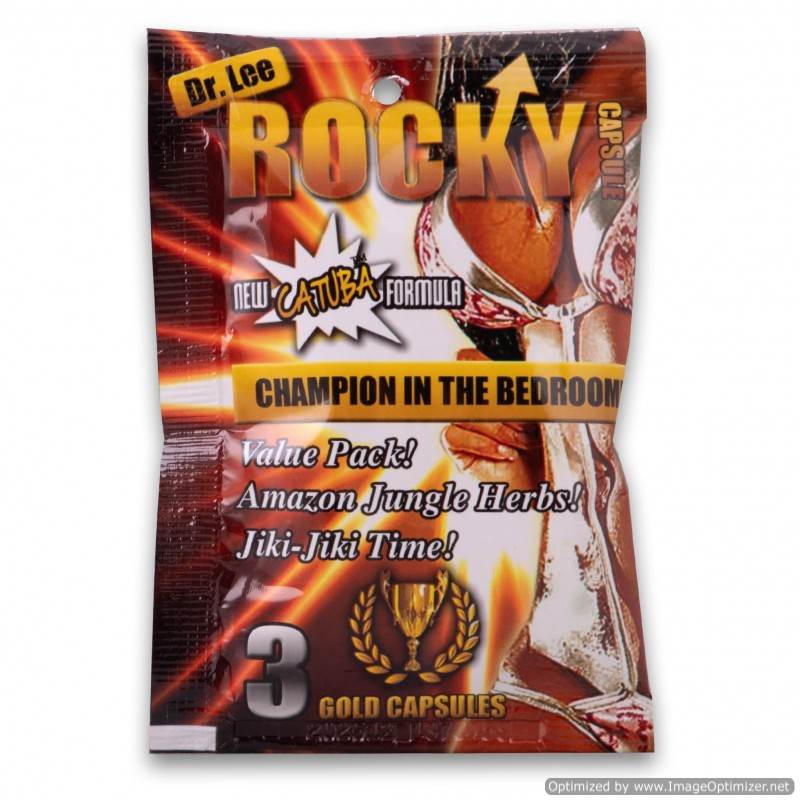 Dr. Lee
ROCKY
CAPSULE
NEW CATUBA™ FORMULA
CHAMPION IN THE BEDROOM
Value Pack!
Amazon Jungle Herbs!
Jiki-Jiki Time!
3
GOLD CAPSULES
Optimized by www.ImageOptimizer.net